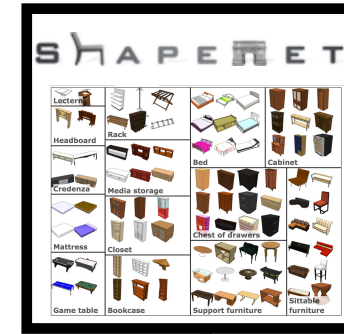 SHAPENET
Lectern
Headboard
Rack
Bed
Cabinet
Credenza
Media storage
Mattress
Closet
Chest of drawers
Game table
Bookcase
Support furniture
Sittable
furniture